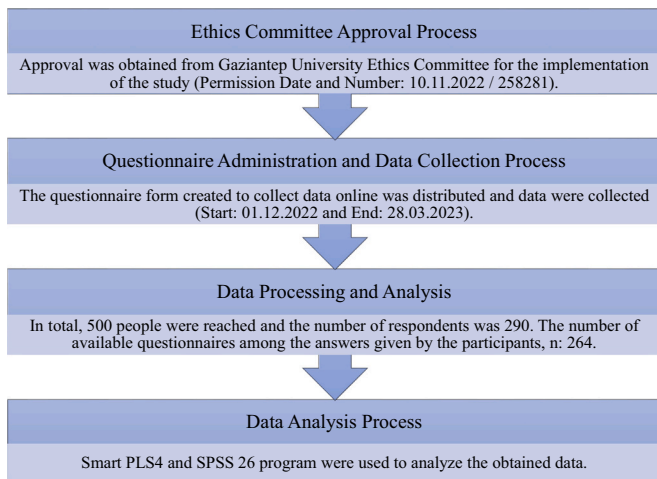 Ethics Committee Approval Process
Approval was obtained from Gaziantep University Ethics Committee for the implementation
of the study (Permission Date and Number: 10.11.2022 / 258281).
Questionnaire Administration and Data Collection Process
The questionnaire form created to collect data online was distributed and data were collected
(Start: 01.12.2022 and End: 28.03.2023).
Data Processing and Analysis
In total, 500 people were reached and the number of respondents was 290. The number of
available questionnaires among the answers given by the participants, n: 264.
Data Analysis Process
Smart PLS4 and SPSS 26 program were used to analyze the obtained data.